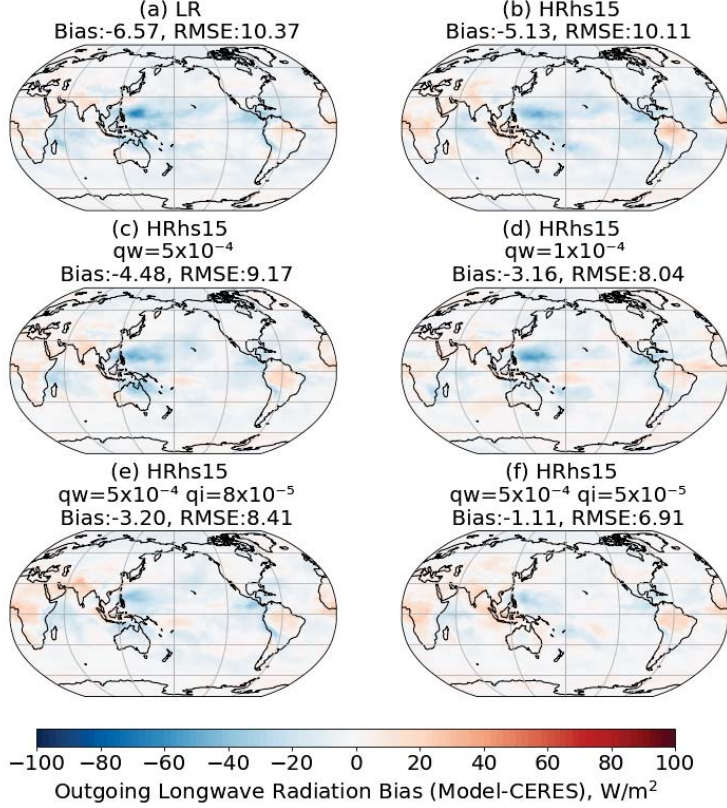 (a) LR
Bias:-6.57, RMSE:10.37
(b) HRhs15
Bias:-5.13, RMSE:10.11
(c) HRhs15
qw=5x10⁻⁴
Bias:-4.48, RMSE:9.17
(d) HRhs15
qw=1x10⁻⁴
Bias:-3.16, RMSE:8.04
(e) HRhs15
qw=5x10⁻⁴ qi=8x10⁻⁵
Bias:-3.20, RMSE:8.41
(f) HRhs15
qw=5x10⁻⁴ qi=5x10⁻⁵
Bias:-1.11, RMSE:6.91
−100 −80 −60 −40 −20 0 20 40 60 80 100
Outgoing Longwave Radiation Bias (Model-CERES), W/m²